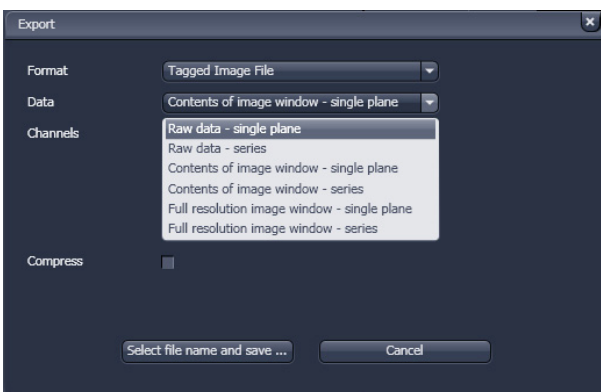 Export
Format
Tagged Image File
Data
Contents of image window - single plane
Channels
Raw data - single plane
Raw data - series
Contents of image window - single plane
Contents of image window - series
Full resolution image window - single plane
Full resolution image window - series
Compress
Select file name and save ...
Cancel